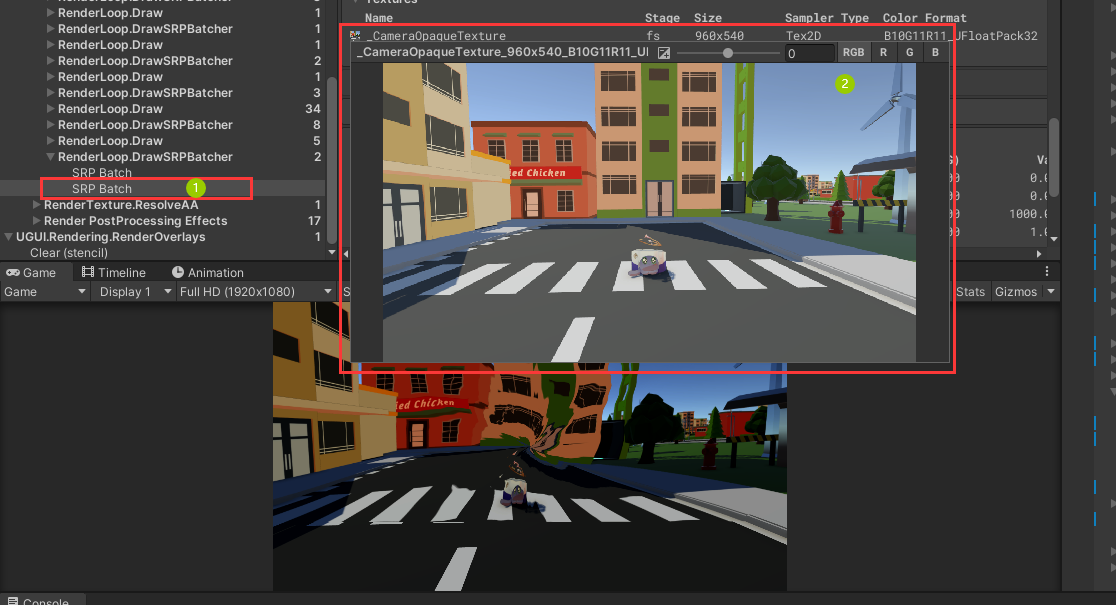 RenderLoop.Draw 1
RenderLoop.DrawSRPBatcher 1
RenderLoop.Draw 1
RenderLoop.DrawSRPBatcher 2
RenderLoop.Draw 1
RenderLoop.DrawSRPBatcher 3
RenderLoop.Draw 34
RenderLoop.DrawSRPBatcher 8
RenderLoop.Draw 5
RenderLoop.DrawSRPBatcher 2
SRP Batch
SRP Batch 1
RenderTexture.ResolveAA 1
Render PostProcessing Effects 17
UGUI.Rendering.RenderOverlays 1
Clear (stencil)
Textures
Name Stage Size Sampler Type Color Format
_CameraOpaqueTexture fs 960x540 Tex2D B10G11R11_UFloatPack32
_CameraOpaqueTexture_960x540_B10G11R11_Ul 0 RGB R G B
2
ed Chicken
Va
0.0
0.0
1000.0
1.0
Game Timeline Animation
Game Display 1 Full HD (1920x1080) S Stats Gizmos
ied Chicken
Console